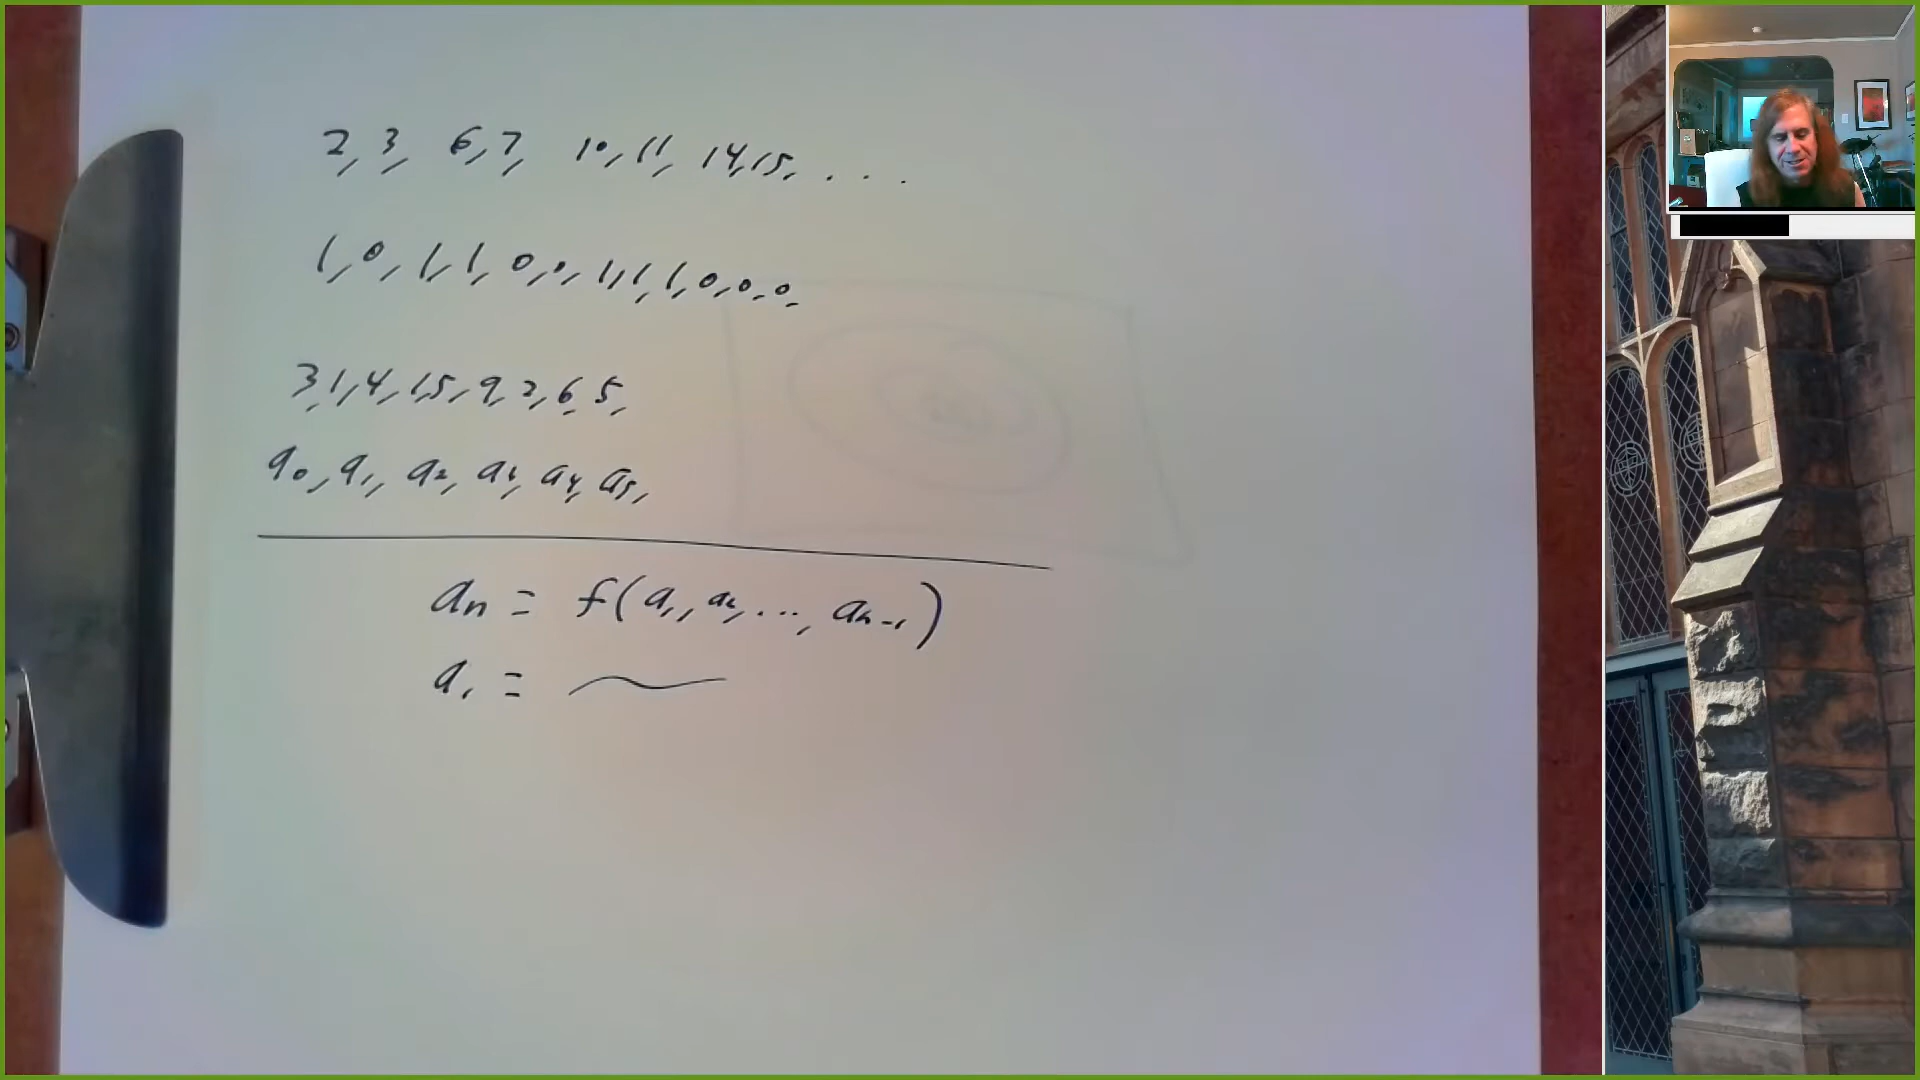 2, 3, 6, 7, 10, 11, 14, 15, . . .
1, 0, 1, 1, 0, 0, 1, 1, 1, 0, 0, 0,
3, 1, 4, 1, 5, 9, 2, 6, 5,
a₀, a₁, a₂, a₃, a₄, a₅,
aₙ = f(a₁, a₂, ..., aₙ₋₁)
a₁ =